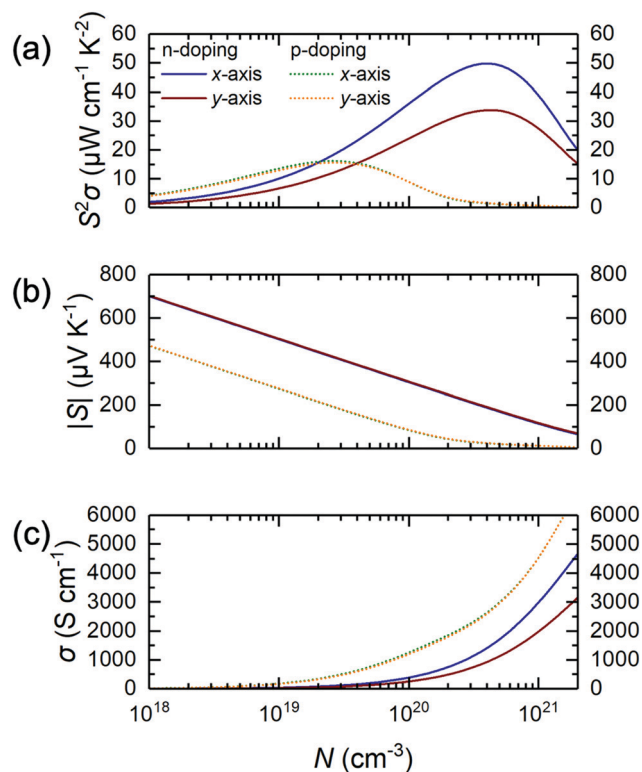 (a)
S²σ (µW cm⁻¹ K⁻²)
60 60
50 50
40 40
30 30
20 20
10 10
0 0
n-doping p-doping
x-axis x-axis
y-axis y-axis
(b)
|S| (µV K⁻¹)
800 800
600 600
400 400
200 200
0 0
(c)
σ (S cm⁻¹)
6000 6000
5000 5000
4000 4000
3000 3000
2000 2000
1000 1000
0 0
10¹⁸ 10¹⁹ 10²⁰ 10²¹
N (cm⁻³)